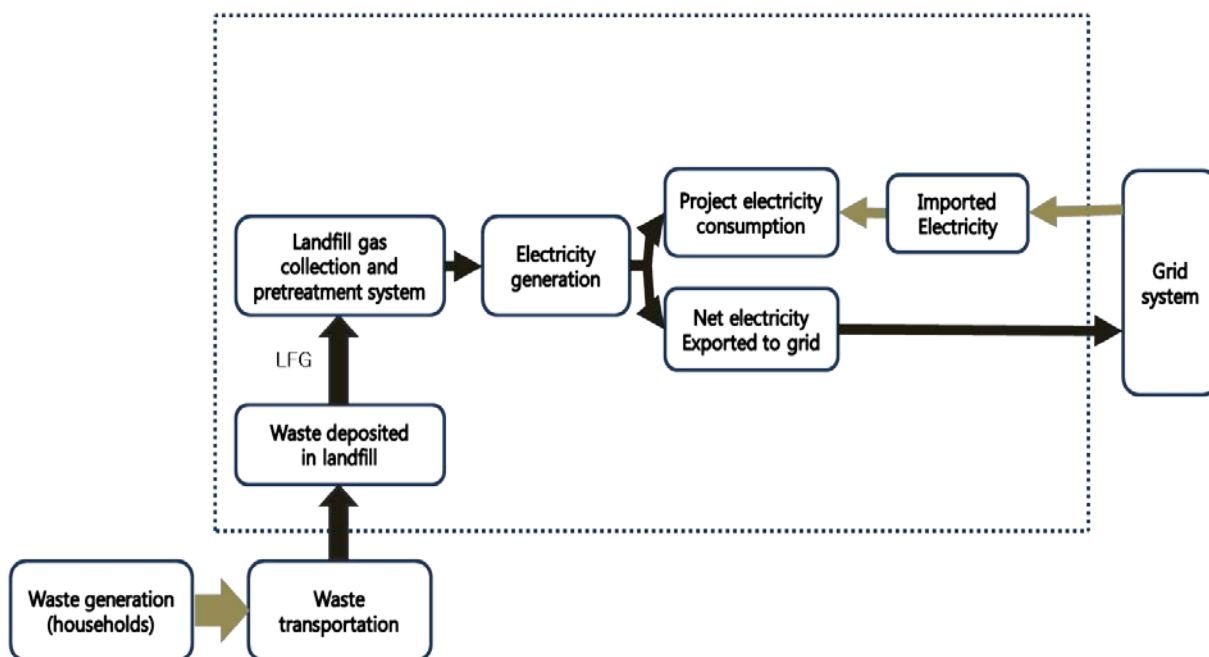 Project electricity
consumption
Imported
Electricity
Grid
system
Landfill gas
collection and
pretreatment system
Electricity
generation
Net electricity
Exported to grid
LFG
Waste deposited
in landfill
Waste generation
(households)
Waste
transportation